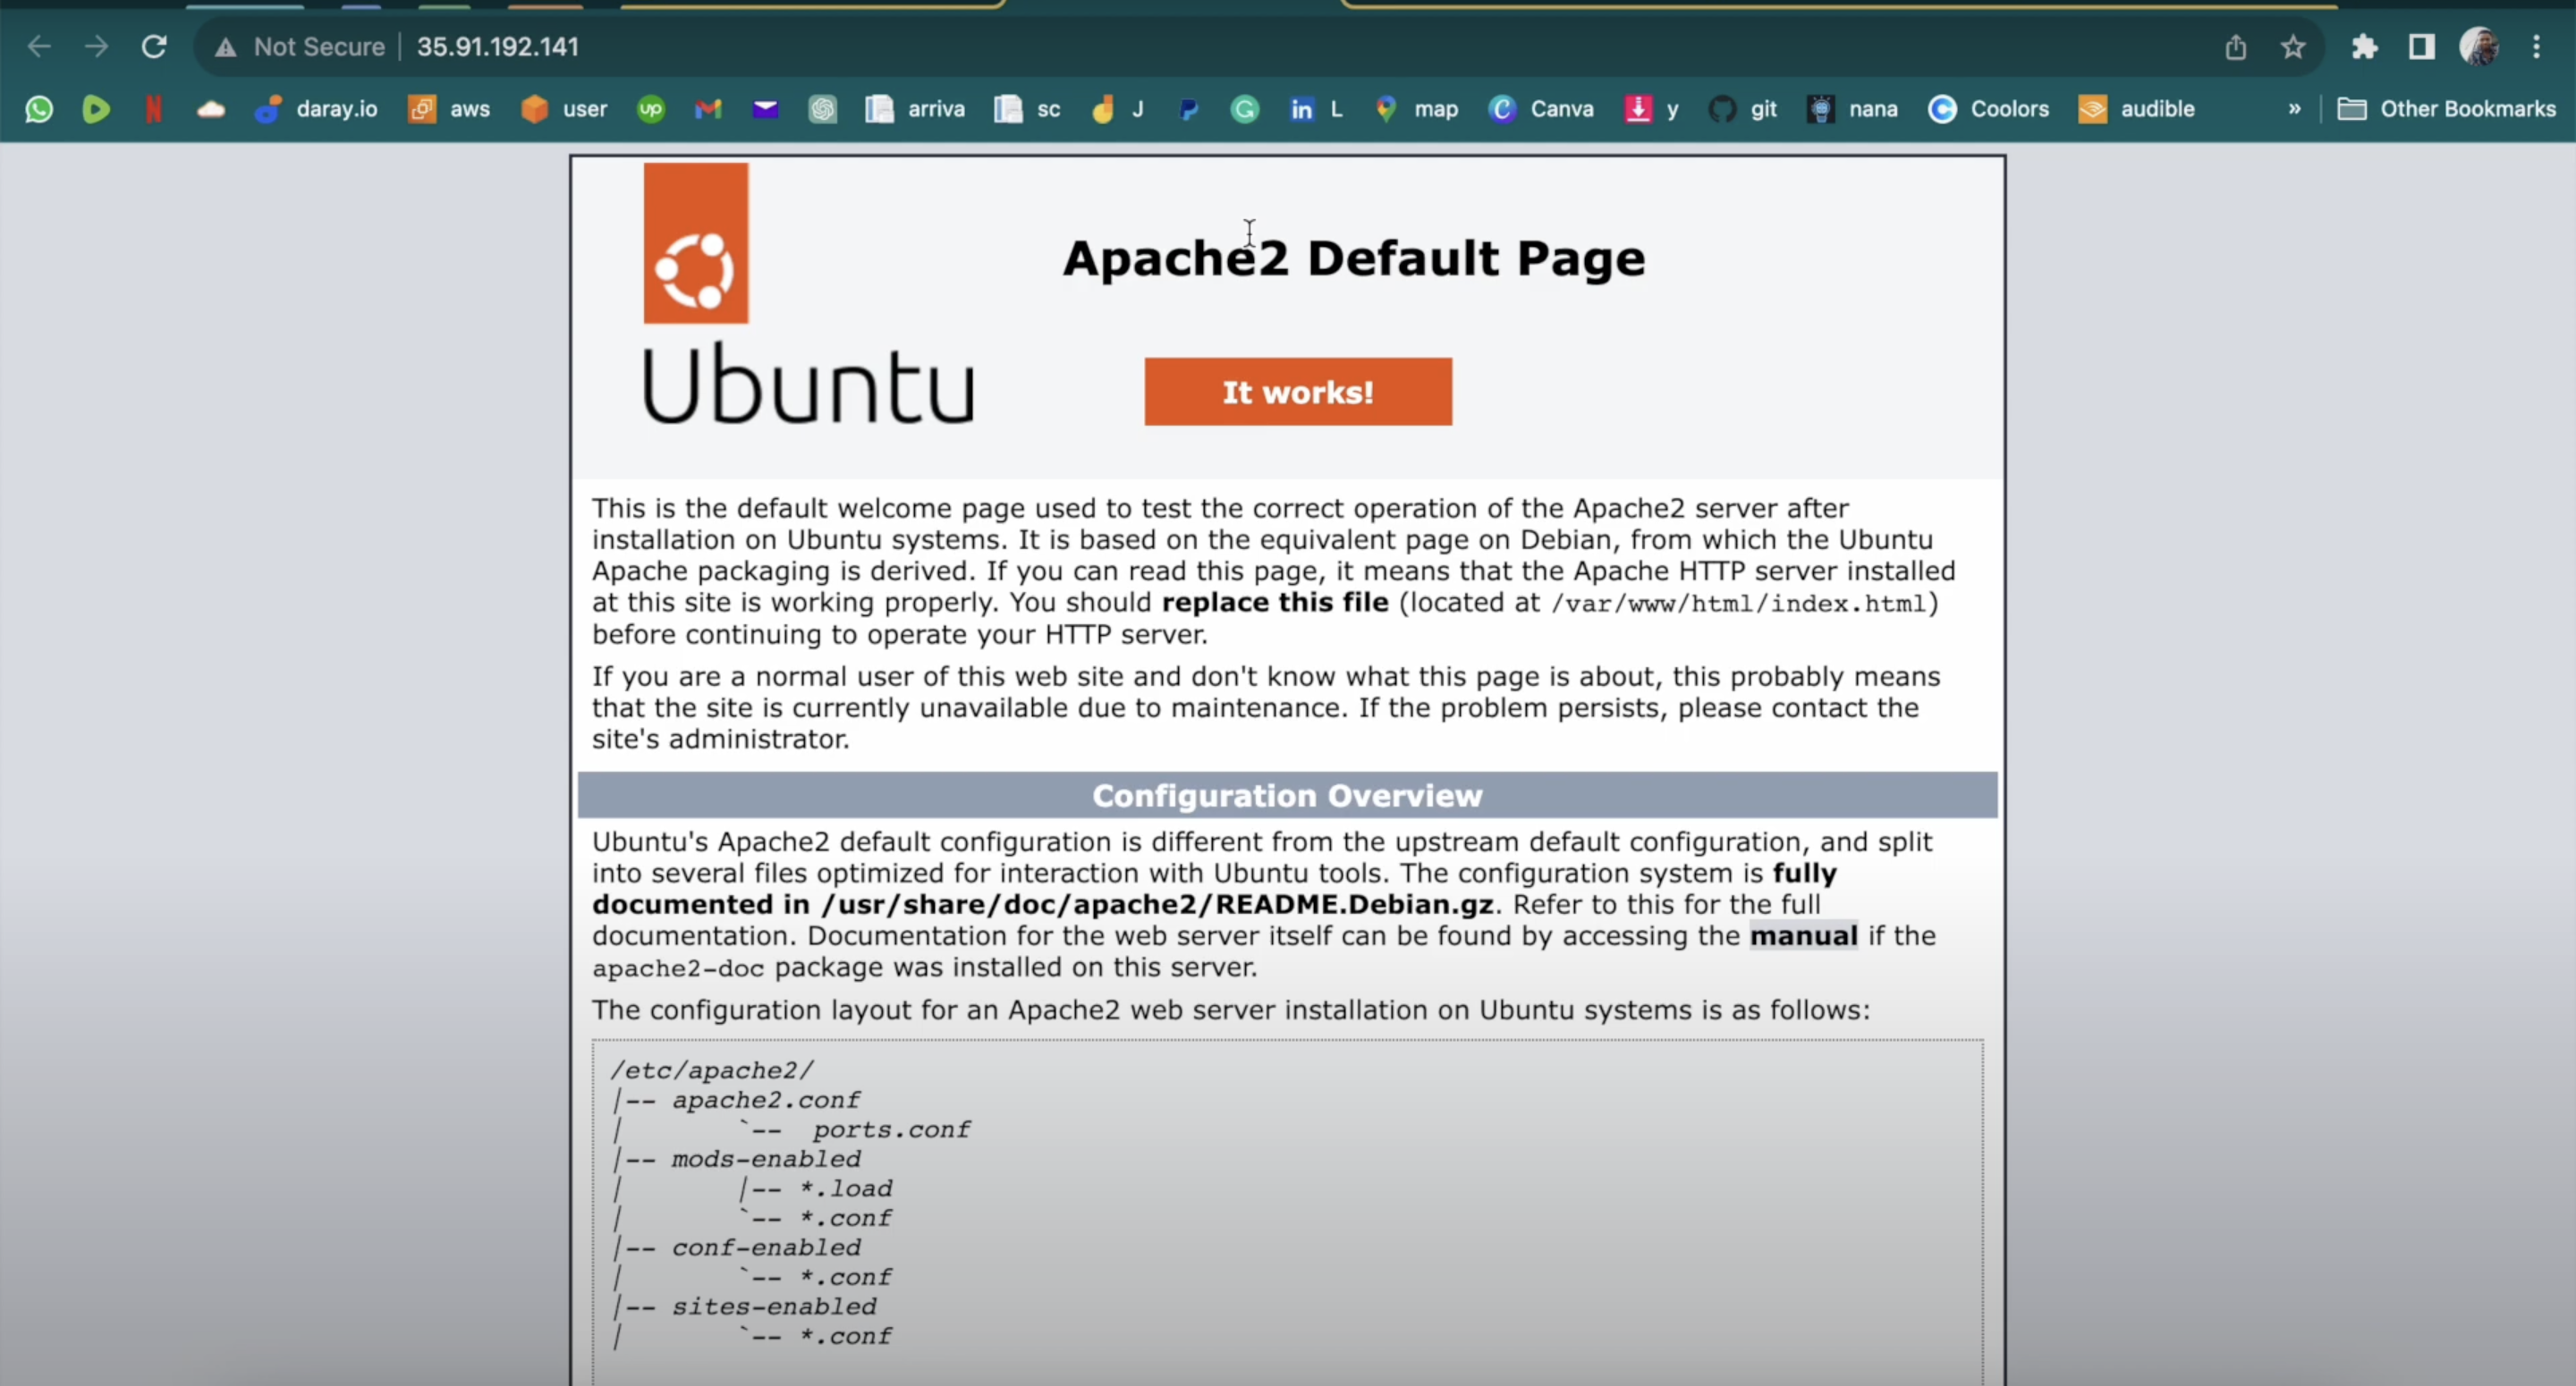 Not Secure | 35.91.192.141
daray.io aws user up arriva sc J L map Canva y git nana Coolors audible » Other Bookmarks
Apache2 Default Page
Ubuntu
It works!
This is the default welcome page used to test the correct operation of the Apache2 server after
installation on Ubuntu systems. It is based on the equivalent page on Debian, from which the Ubuntu
Apache packaging is derived. If you can read this page, it means that the Apache HTTP server installed
at this site is working properly. You should replace this file (located at /var/www/html/index.html)
before continuing to operate your HTTP server.
If you are a normal user of this web site and don't know what this page is about, this probably means
that the site is currently unavailable due to maintenance. If the problem persists, please contact the
site's administrator.
Configuration Overview
Ubuntu's Apache2 default configuration is different from the upstream default configuration, and split
into several files optimized for interaction with Ubuntu tools. The configuration system is fully
documented in /usr/share/doc/apache2/README.Debian.gz. Refer to this for the full
documentation. Documentation for the web server itself can be found by accessing the manual if the
apache2-doc package was installed on this server.
The configuration layout for an Apache2 web server installation on Ubuntu systems is as follows:
/etc/apache2/
|-- apache2.conf
|       `--  ports.conf
|-- mods-enabled
|       |-- *.load
|       `-- *.conf
|-- conf-enabled
|       `-- *.conf
|-- sites-enabled
|       `-- *.conf